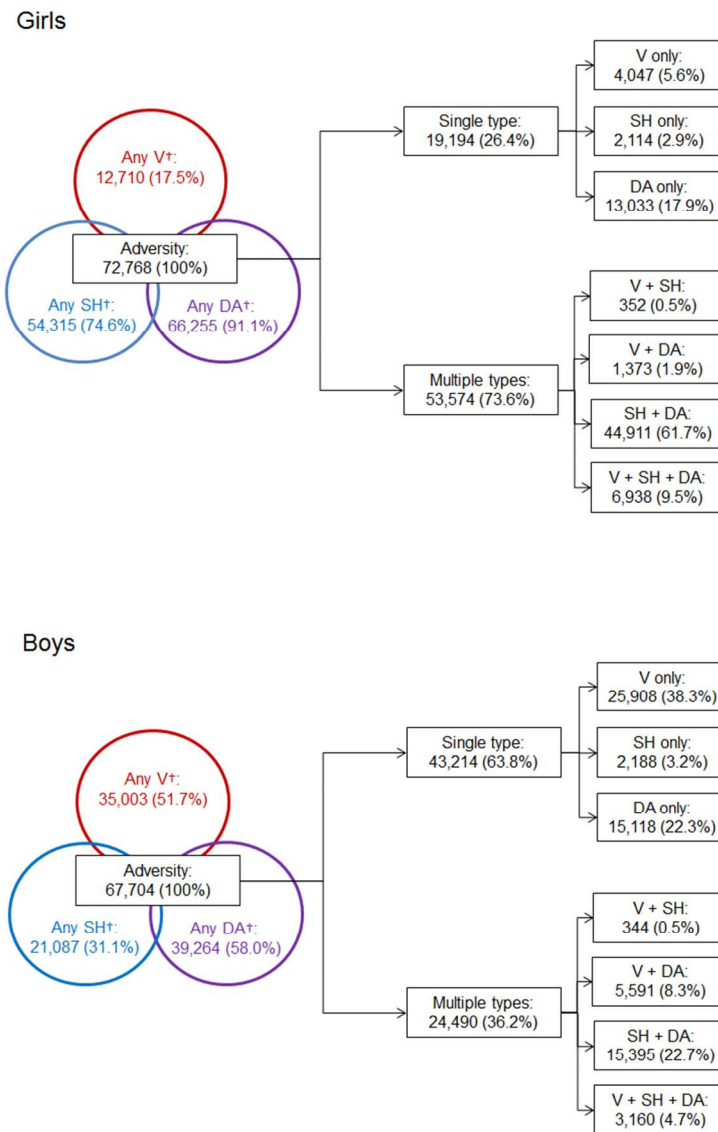 Girls
Any V†:
12,710 (17.5%)
Adversity:
72,768 (100%)
Any SH†:
54,315 (74.6%)
Any DA†:
66,255 (91.1%)
Single type:
19,194 (26.4%)
Multiple types:
53,574 (73.6%)
V only:
4,047 (5.6%)
SH only:
2,114 (2.9%)
DA only:
13,033 (17.9%)
V + SH:
352 (0.5%)
V + DA:
1,373 (1.9%)
SH + DA:
44,911 (61.7%)
V + SH + DA:
6,938 (9.5%)
Boys
Any V†:
35,003 (51.7%)
Adversity:
67,704 (100%)
Any SH†:
21,087 (31.1%)
Any DA†:
39,264 (58.0%)
Single type:
43,214 (63.8%)
Multiple types:
24,490 (36.2%)
V only:
25,908 (38.3%)
SH only:
2,188 (3.2%)
DA only:
15,118 (22.3%)
V + SH:
344 (0.5%)
V + DA:
5,591 (8.3%)
SH + DA:
15,395 (22.7%)
V + SH + DA:
3,160 (4.7%)